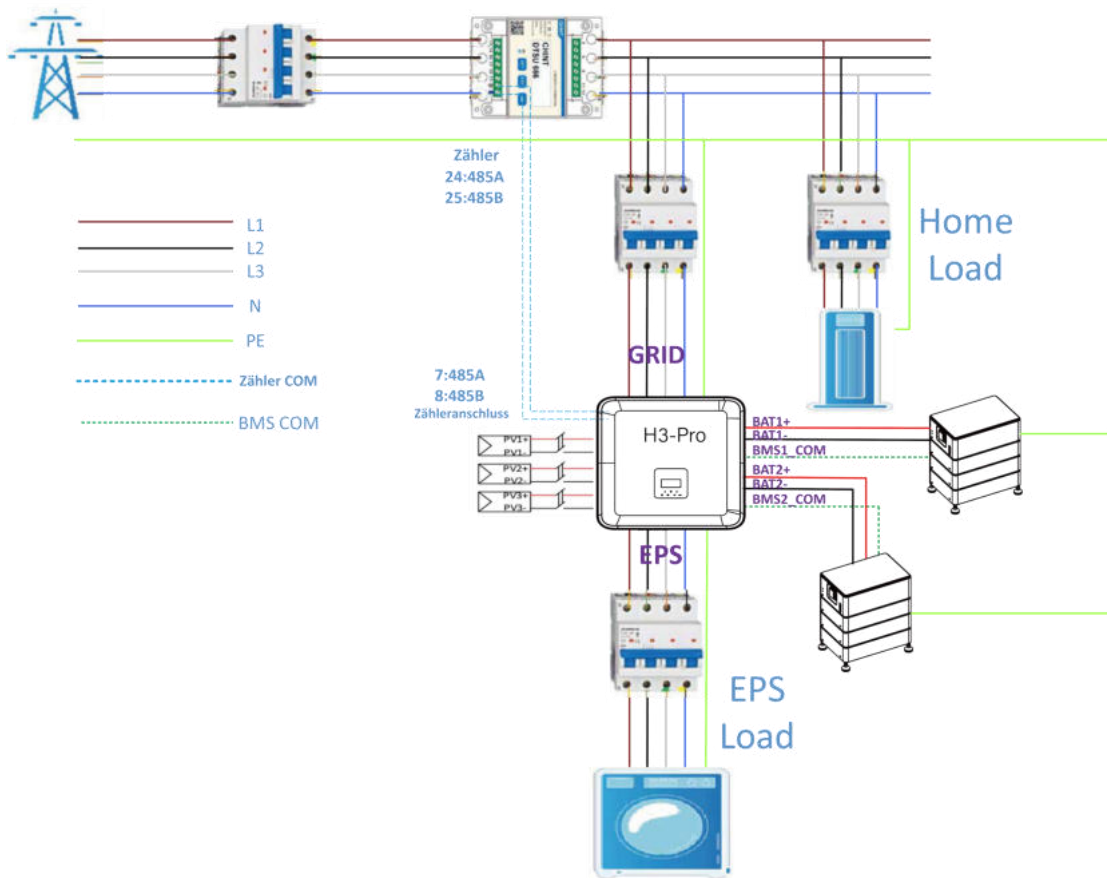 CHINT
DTSU 666
Zähler
24:485A
25:485B
L1
L2
L3
N
PE
Zähler COM
BMS COM
Home
Load
GRID
7:485A
8:485B
Zähleranschluss
H3-Pro
PV1+
PV1-
PV2+
PV2-
PV3+
PV3-
BAT1+
BAT1-
BMS1_COM
BAT2+
BAT2-
BMS2_COM
EPS
EPS
Load